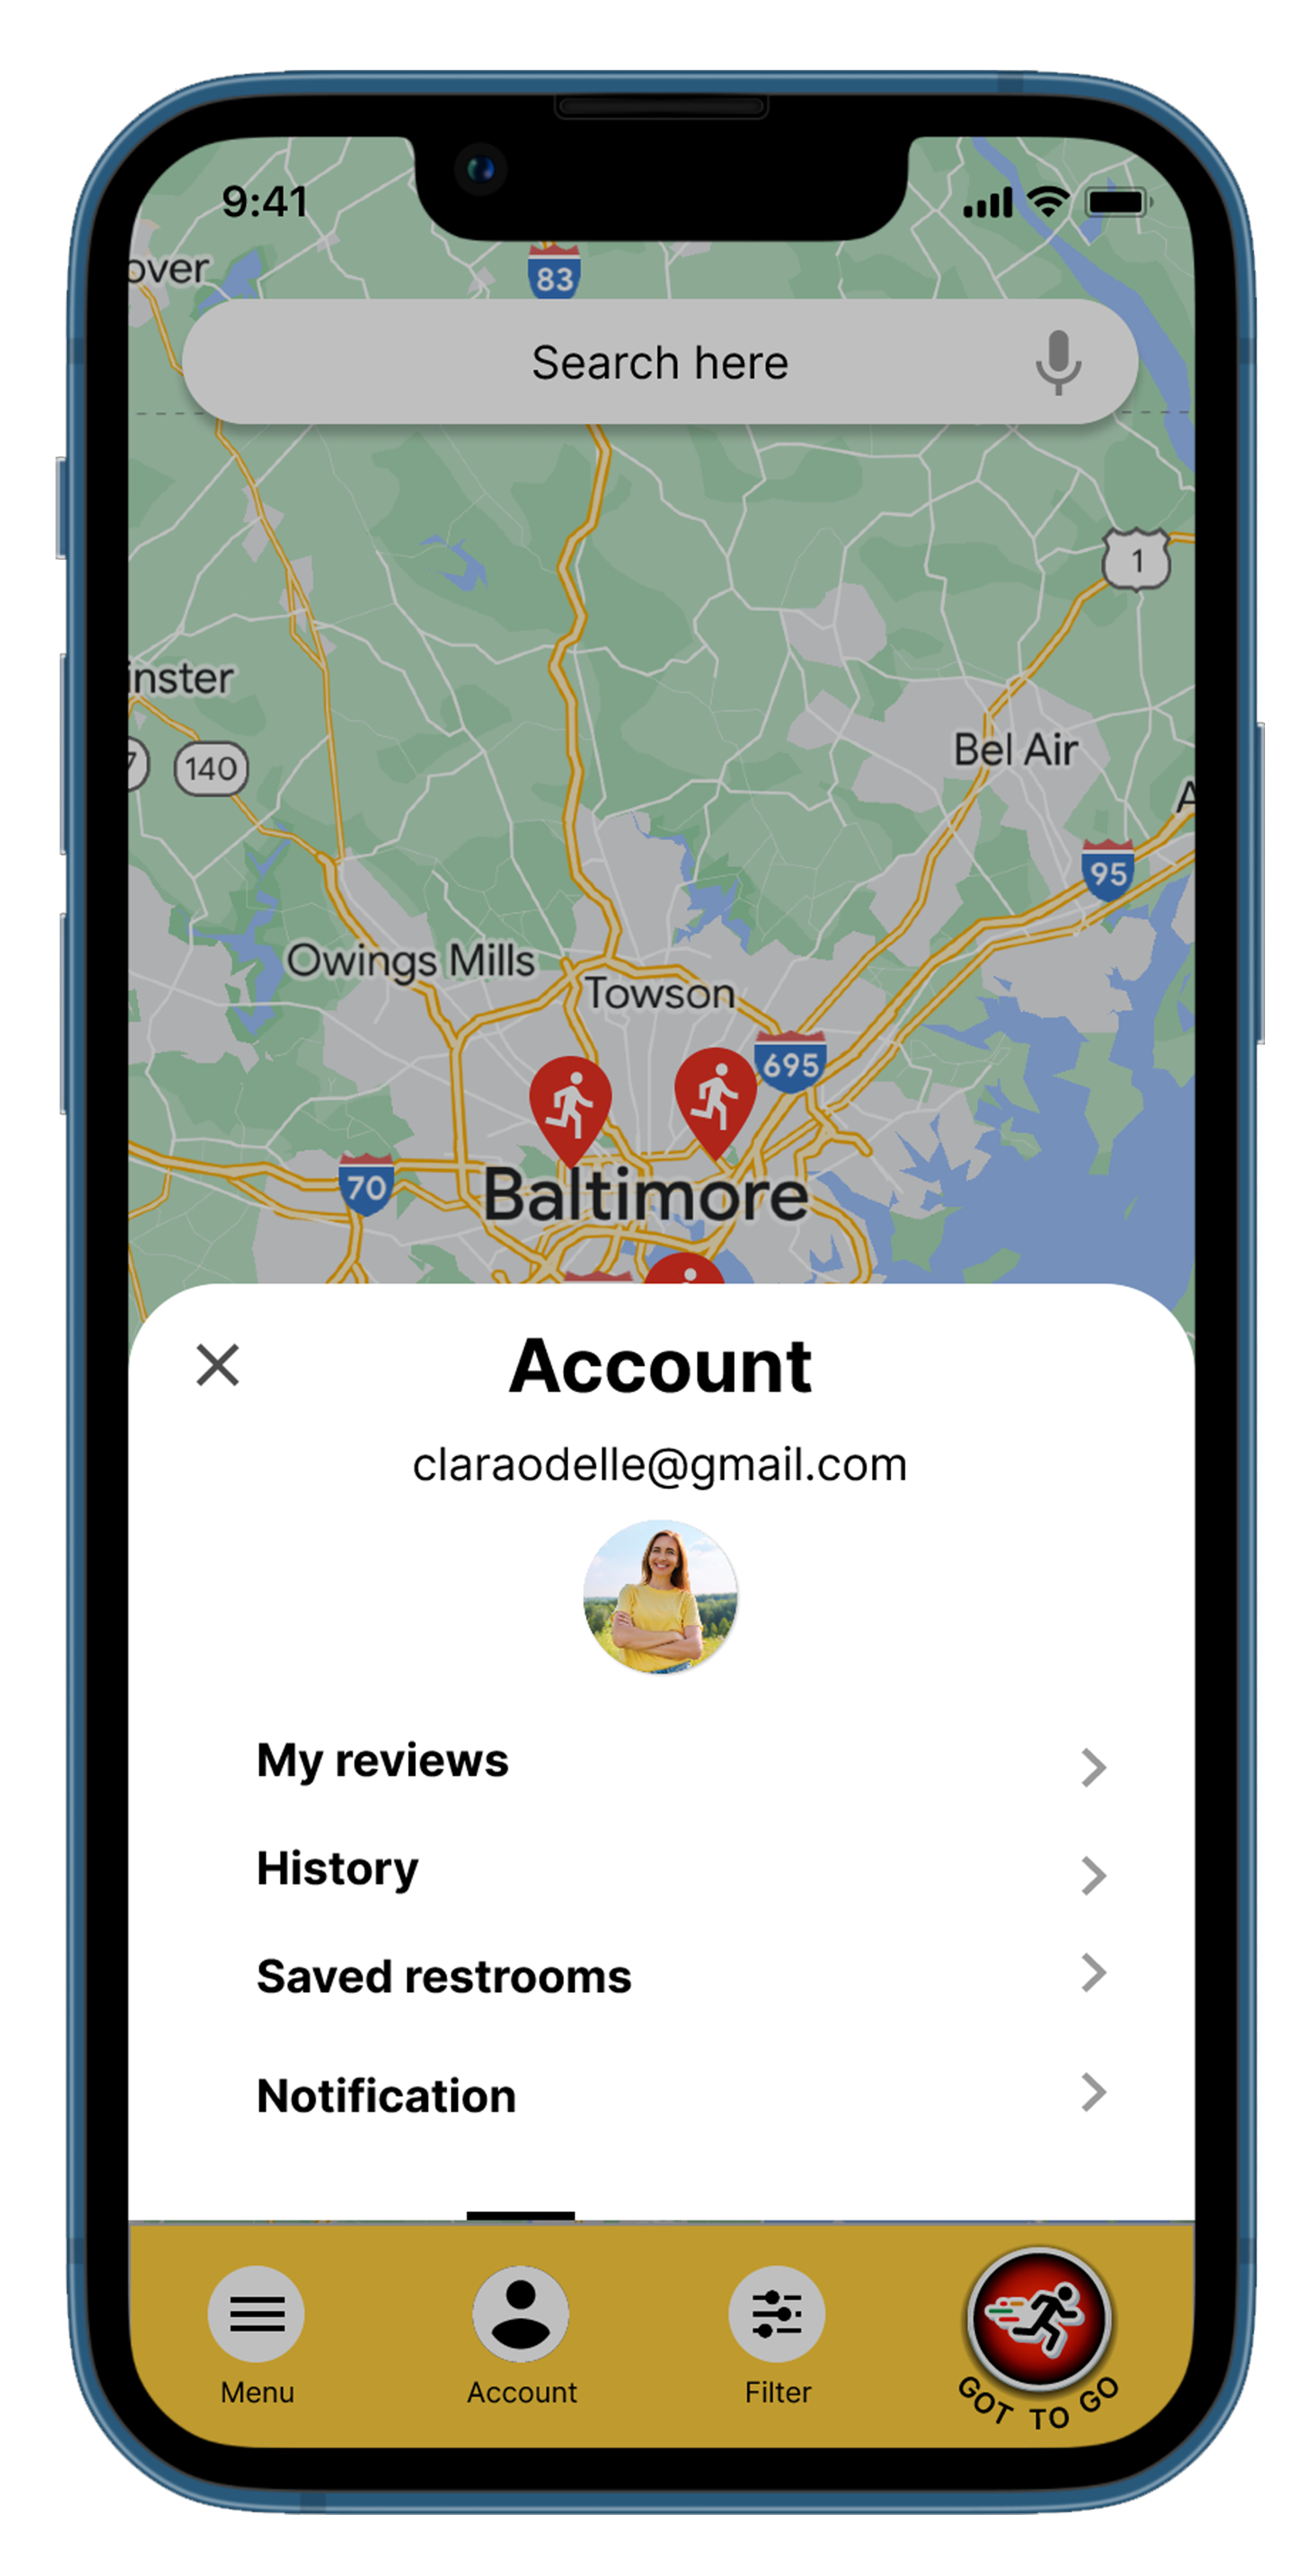 9:41
over
83
Search here
1
inster
7
140
Bel Air
A
95
Owings Mills
Towson
695
70
Baltimore
Account
claraodelle@gmail.com
My reviews
History
Saved restrooms
Notification
Menu
Account
Filter
GOT TO GO